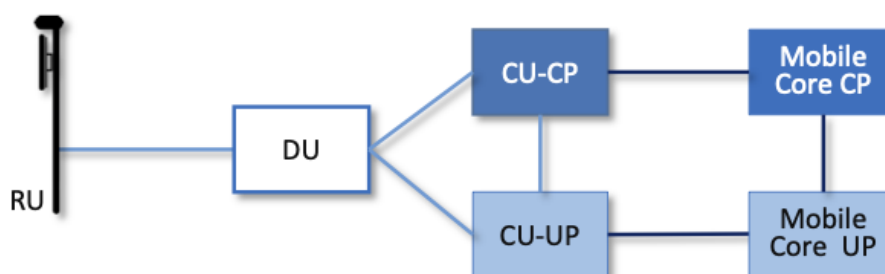 CU-CP
Mobile
Core CP
DU
RU
CU-UP
Mobile
Core UP